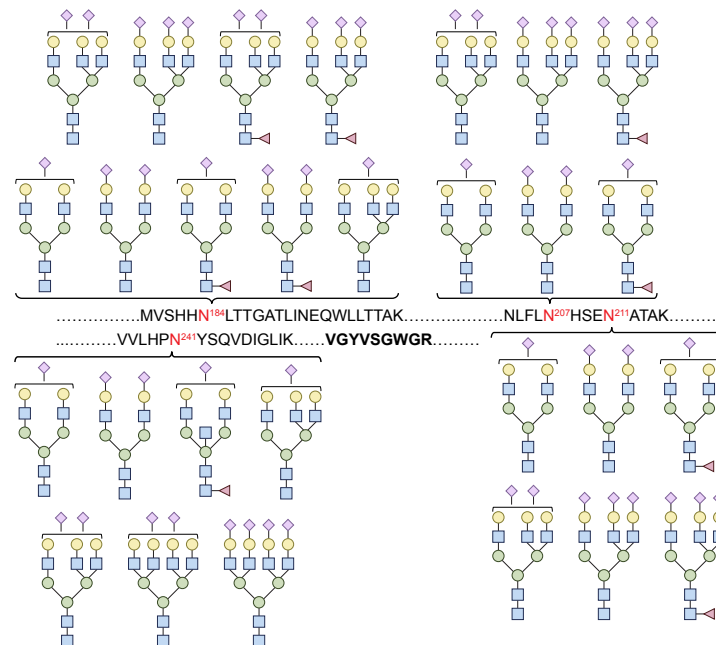 ………………MVSHHN¹⁸⁴LTTGATLINEQWLLTTAK…………………NLFLN²⁰⁷HSEN²¹¹ATAK……………
....…………VVLHPN²⁴¹YSQVDIGLIK……VGYVSGWGR…………